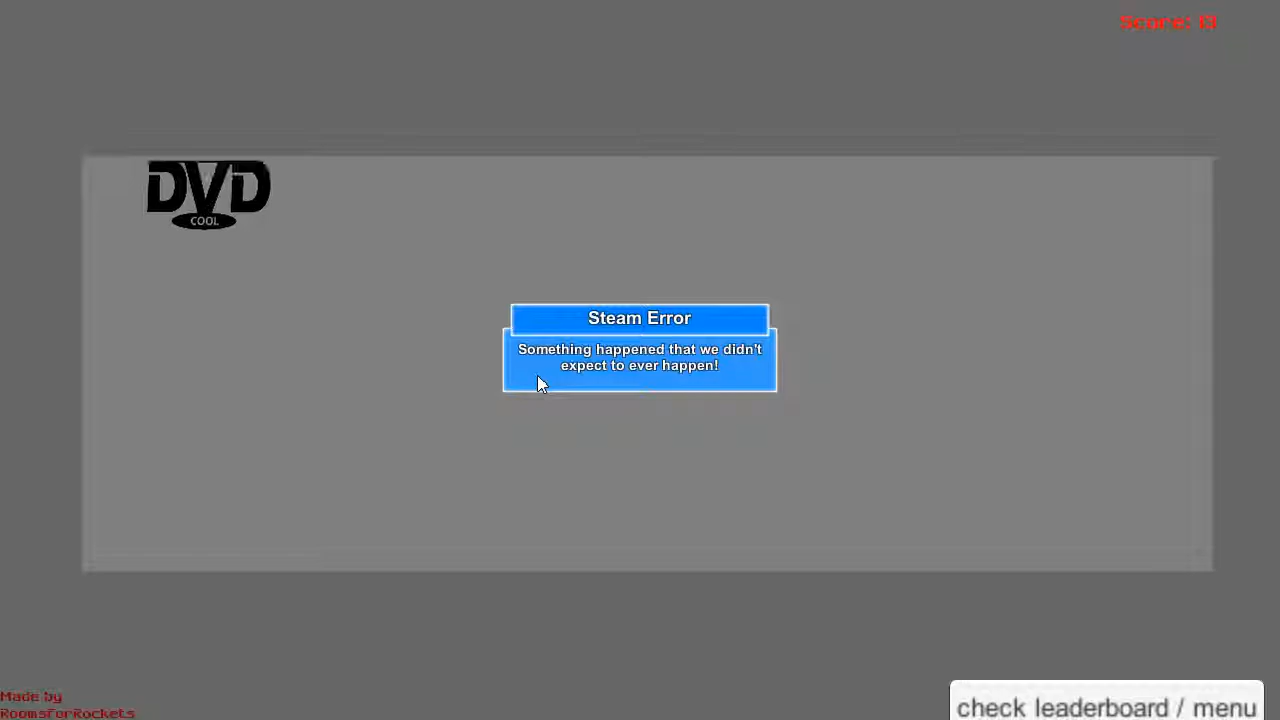 Score: 13
DVD
COOL
Steam Error
Something happened that we didn't
expect to ever happen!
Made by
RoomsForRockets
check leaderboard / menu